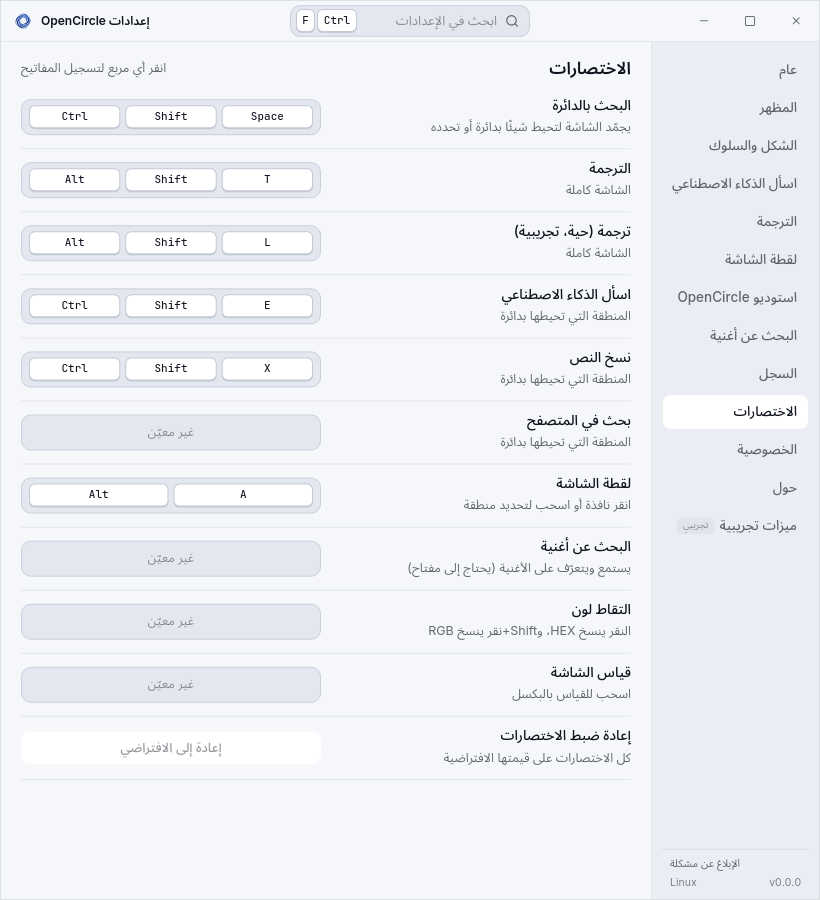 إعدادات OpenCircle
ابحث في الإعدادات
Ctrl F
عام
المظهر
الشكل والسلوك
اسأل الذكاء الاصطناعي
الترجمة
لقطة الشاشة
استوديو OpenCircle
البحث عن أغنية
السجل
الاختصارات
الخصوصية
حول
ميزات تجريبية تجريبي
الإبلاغ عن مشكلة
Linux v0.0.0
الاختصارات
انقر أي مربع لتسجيل المفاتيح
البحث بالدائرة
يجمّد الشاشة لتحيط شيئًا بدائرة أو تحدده
Ctrl Shift Space
الترجمة
الشاشة كاملة
Alt Shift T
ترجمة (حية، تجريبية)
الشاشة كاملة
Alt Shift L
اسأل الذكاء الاصطناعي
المنطقة التي تحيطها بدائرة
Ctrl Shift E
نسخ النص
المنطقة التي تحيطها بدائرة
Ctrl Shift X
بحث في المتصفح
المنطقة التي تحيطها بدائرة
غير معيّن
لقطة الشاشة
انقر نافذة أو اسحب لتحديد منطقة
Alt A
البحث عن أغنية
يستمع ويتعرّف على الأغنية (يحتاج إلى مفتاح)
غير معيّن
التقاط لون
النقر ينسخ HEX، وShift+نقر ينسخ RGB
غير معيّن
قياس الشاشة
اسحب للقياس بالبكسل
غير معيّن
إعادة ضبط الاختصارات
كل الاختصارات على قيمتها الافتراضية
إعادة إلى الافتراضي